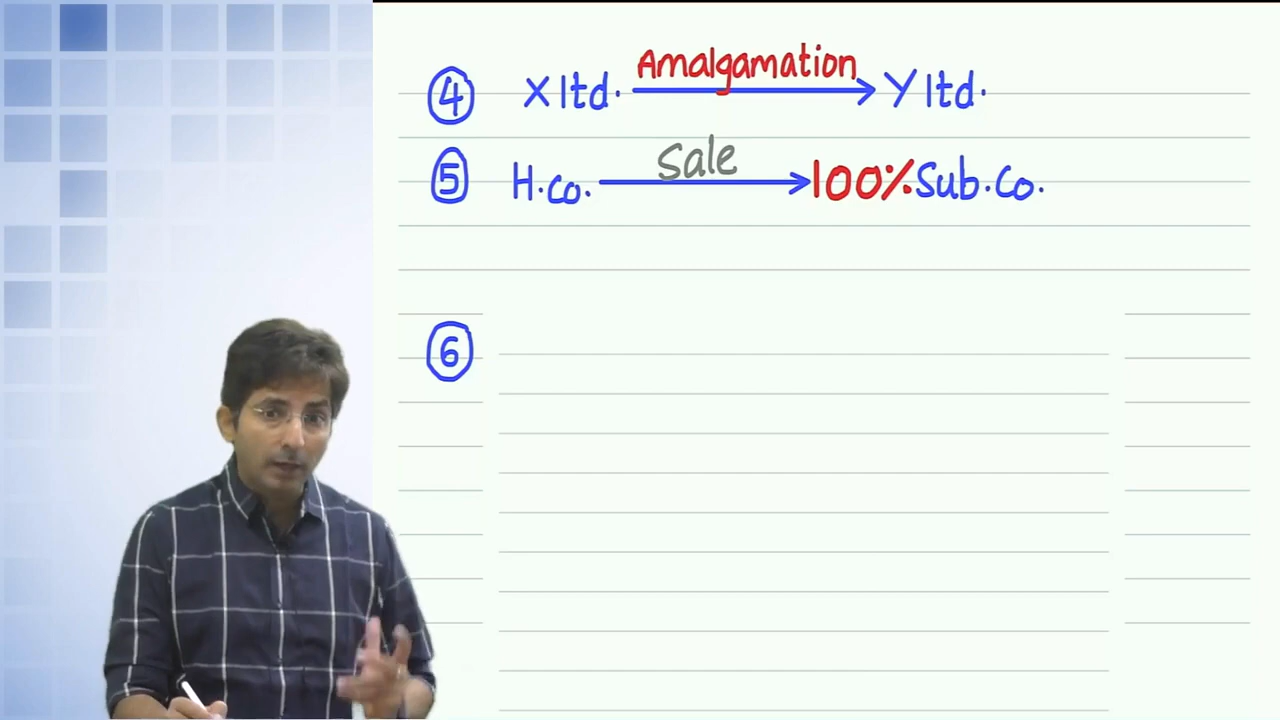 ④ X ltd. Amalgamation Y ltd.
⑤ H.Co. Sale 100% Sub.Co.
⑥